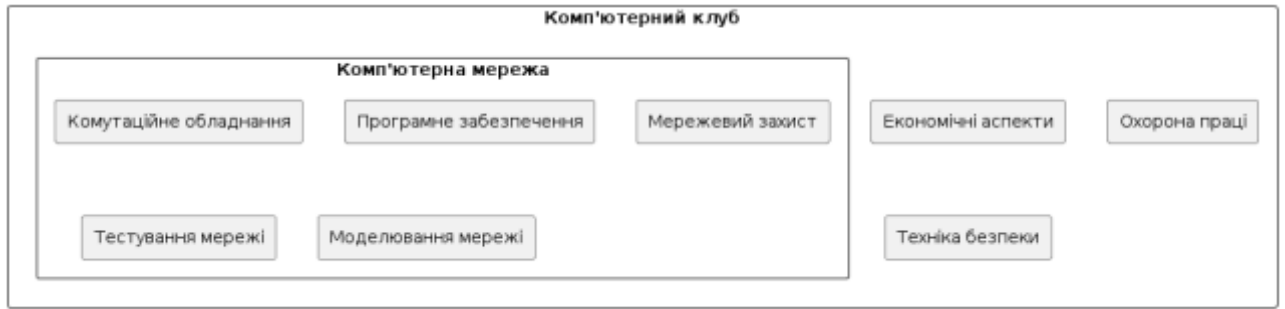 Комп'ютерний клуб
Комп'ютерна мережа
Комутаційне обладнання
Програмне забезпечення
Мережевий захист
Економічні аспекти
Охорона праці
Тестування мережі
Моделювання мережі
Техніка безпеки